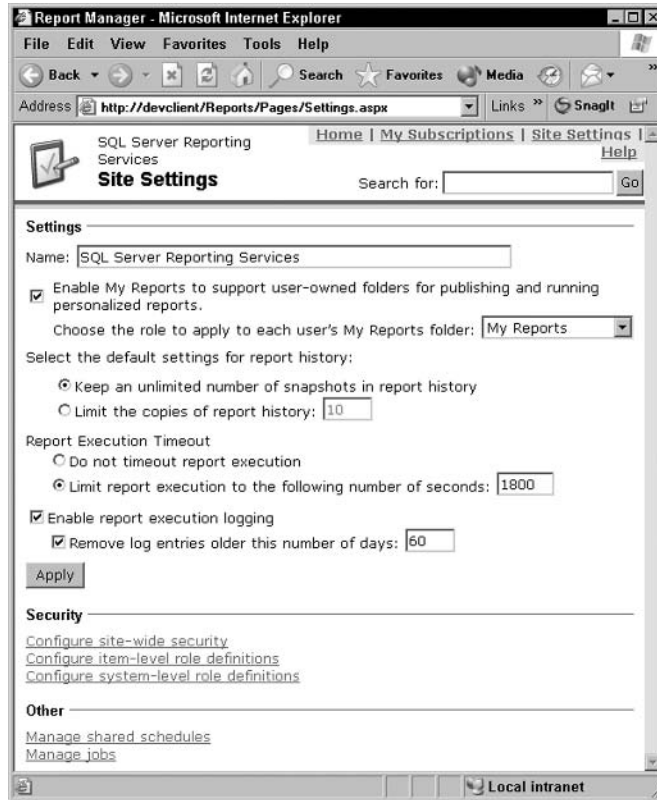 Report Manager - Microsoft Internet Explorer
File Edit View Favorites Tools Help
Back Search Favorites Media »
Address http://devclient/Reports/Pages/Settings.aspx Links » SnagIt
SQL Server Reporting Services
Home | My Subscriptions | Site Settings |
Help
Site Settings
Search for: Go
Settings
Name: SQL Server Reporting Services
Enable My Reports to support user-owned folders for publishing and running
personalized reports.
Choose the role to apply to each user's My Reports folder: My Reports
Select the default settings for report history:
Keep an unlimited number of snapshots in report history
Limit the copies of report history: 10
Report Execution Timeout
Do not timeout report execution
Limit report execution to the following number of seconds: 1800
Enable report execution logging
Remove log entries older this number of days: 60
Apply
Security
Configure site-wide security
Configure item-level role definitions
Configure system-level role definitions
Other
Manage shared schedules
Manage jobs
Local intranet